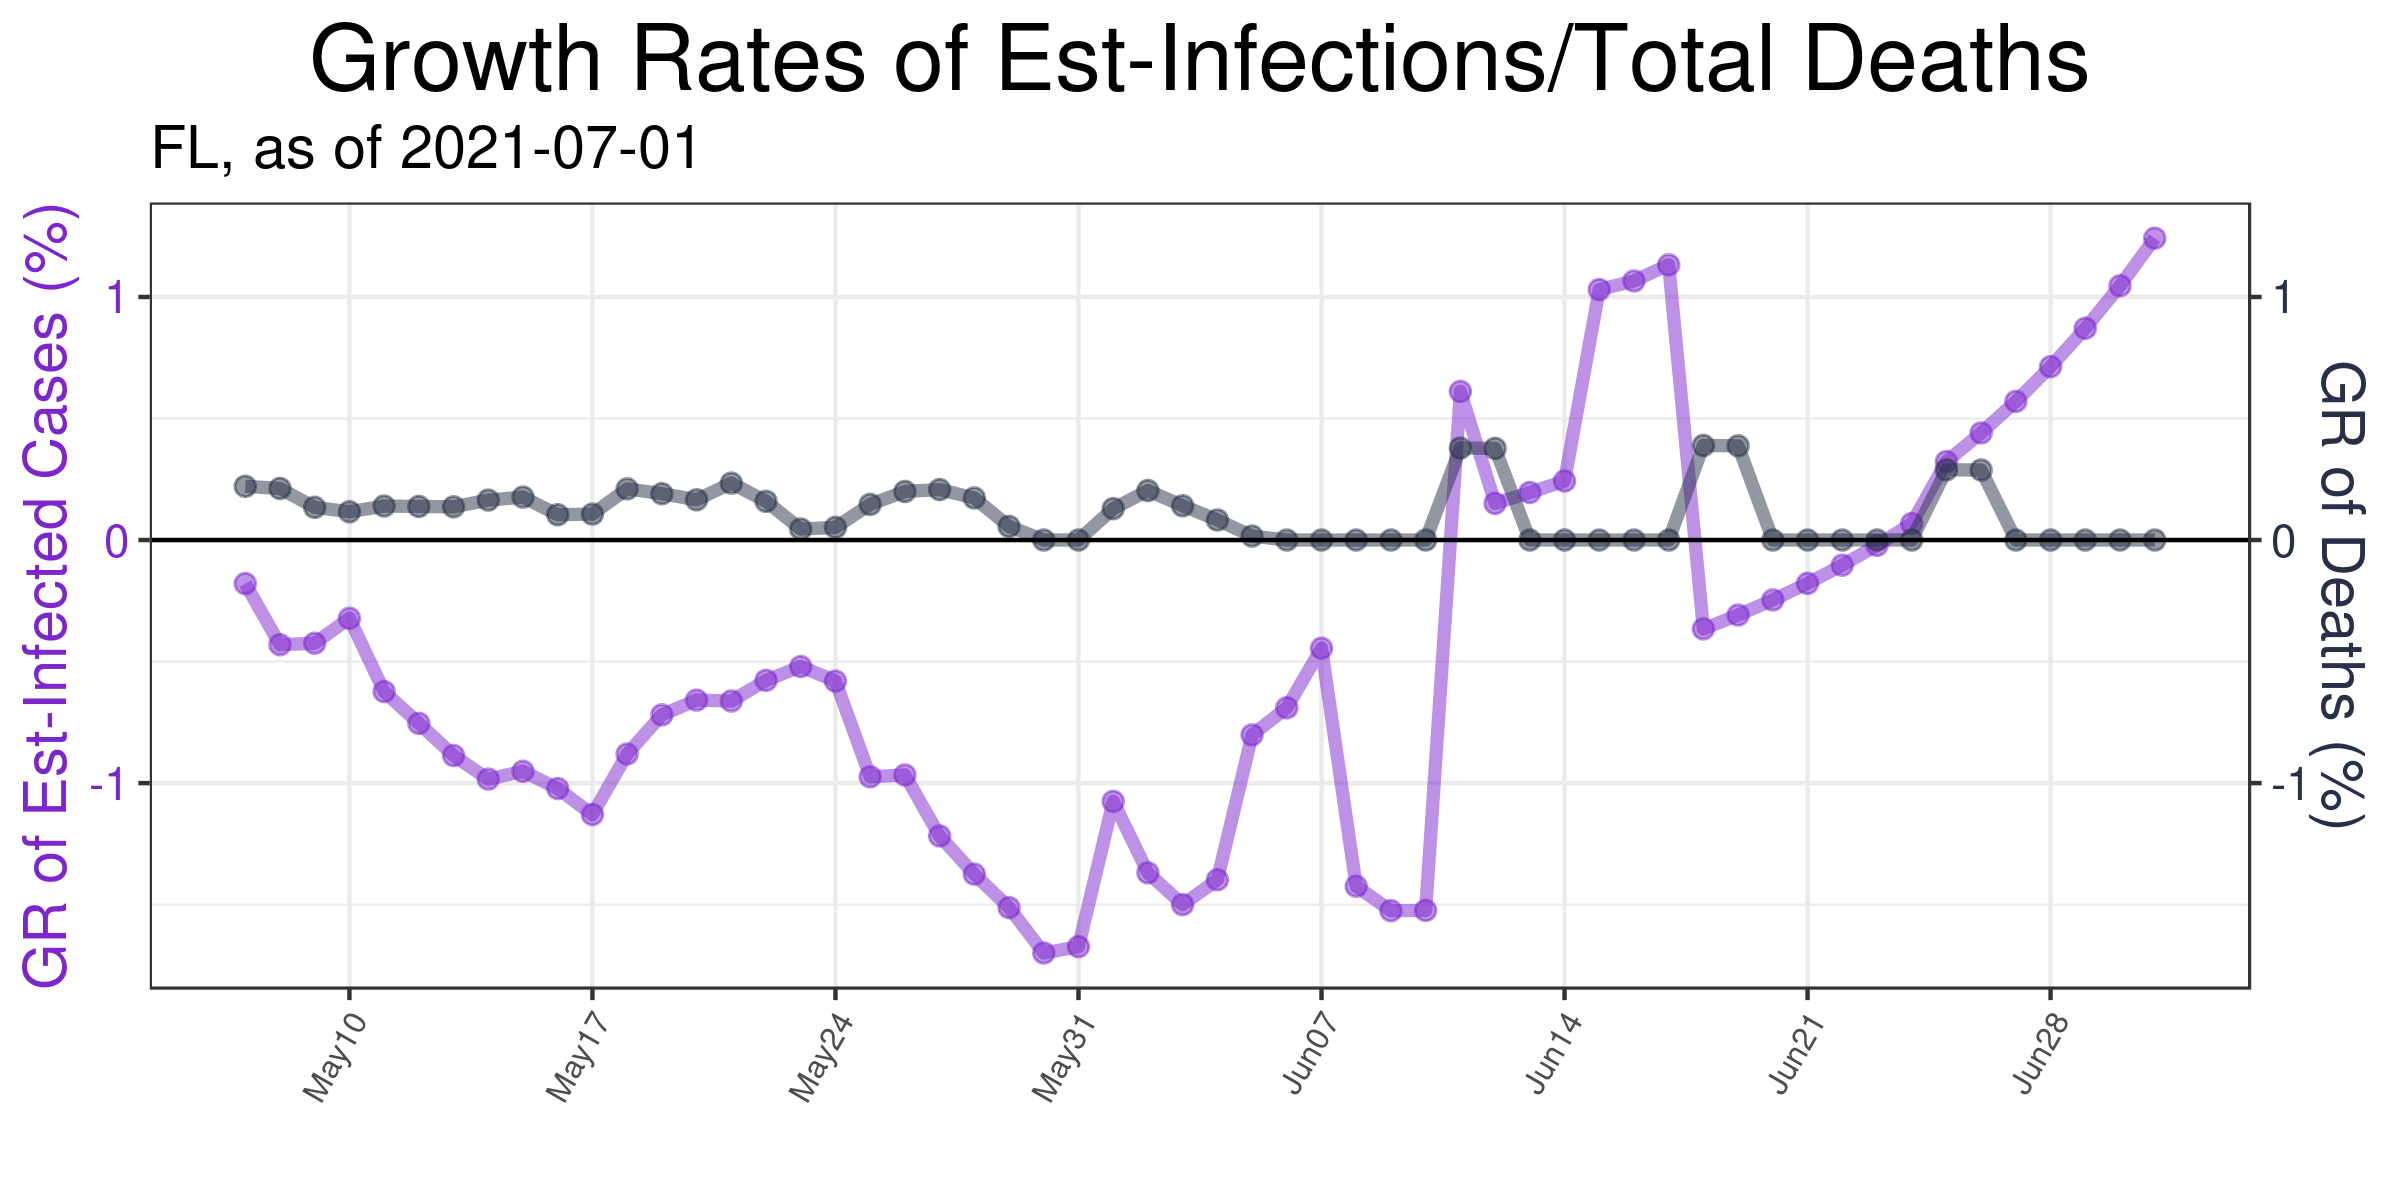 Growth Rates of Est-Infections/Total Deaths
FL, as of 2021-07-01
GR of Est-Infected Cases (%)
1
0
-1
1
0
-1
GR of Deaths (%)
May10
May17
May24
May31
Jun07
Jun14
Jun21
Jun28